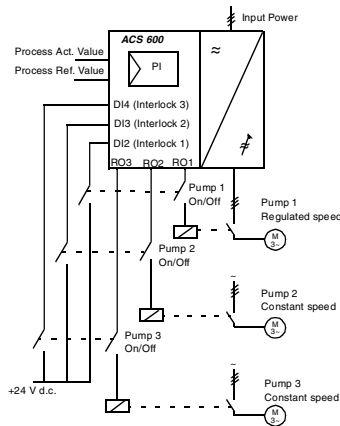 Input Power
ACS 600
Process Act. Value
Process Ref. Value
PI
≈
DI4 (Interlock 3)
DI3 (Interlock 2)
DI2 (Interlock 1)
RO3 RO2 RO1
Pump 1
On/Off
Pump 1
Regulated speed
M
3~
Pump 2
On/Off
~
Pump 2
Constant speed
M
3~
Pump 3
On/Off
+24 V d.c.
~
Pump 3
Constant speed
M
3~